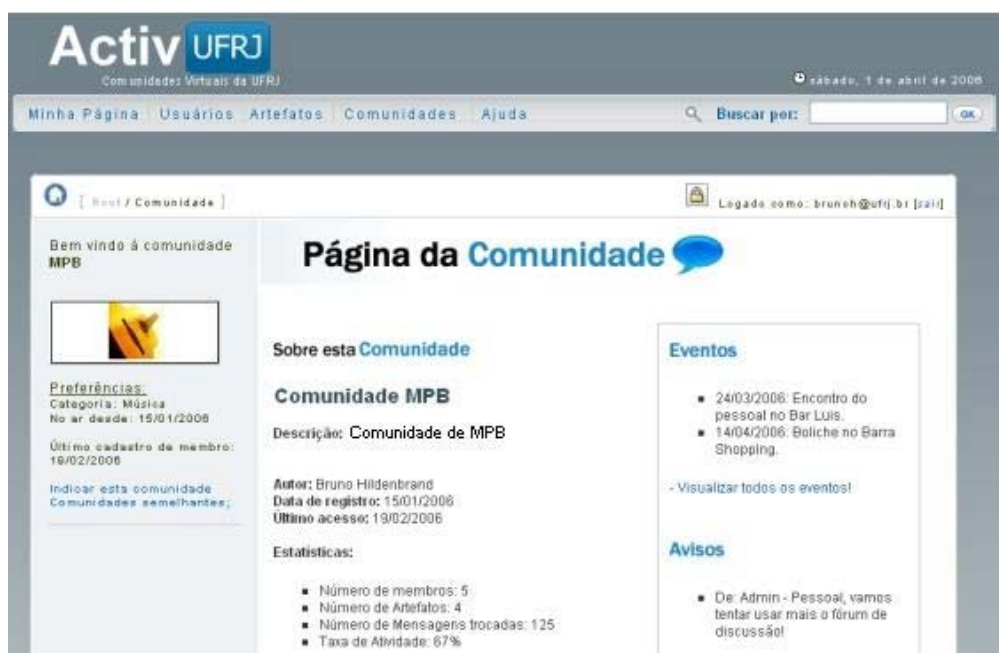 Activ UFRJ
Comunidades Virtuais da UFRJ
sábado, 1 de abril de 2006
Minha Página Usuários Artefatos Comunidades Ajuda
Buscar por: OK
[ Root / Comunidade ]
Logado como: brunoh@ufrj.br [sair]
Bem vindo á comunidade
MPB
Página da Comunidade
Preferências:
Categoria: Música
No ar desde: 15/01/2006
Último cadastro de membro:
18/02/2006
Indicar esta comunidade
Comunidades semelhantes;
Sobre esta Comunidade
Comunidade MPB
Descrição: Comunidade de MPB
Autor: Bruno Hildenbrand
Data de registro: 15/01/2006
Último acesso: 19/02/2006
Estatísticas:
Número de membros: 5
Número de Artefatos: 4
Número de Mensagens trocadas: 125
Taxa de Atividade: 67%
Eventos
24/03/2006: Encontro do
pessoal no Bar Luis.
14/04/2006: Boliche no Barra
Shopping.
- Visualizar todos os eventos!
Avisos
De: Admin - Pessoal, vamos
tentar usar mais o fórum de
discussão!